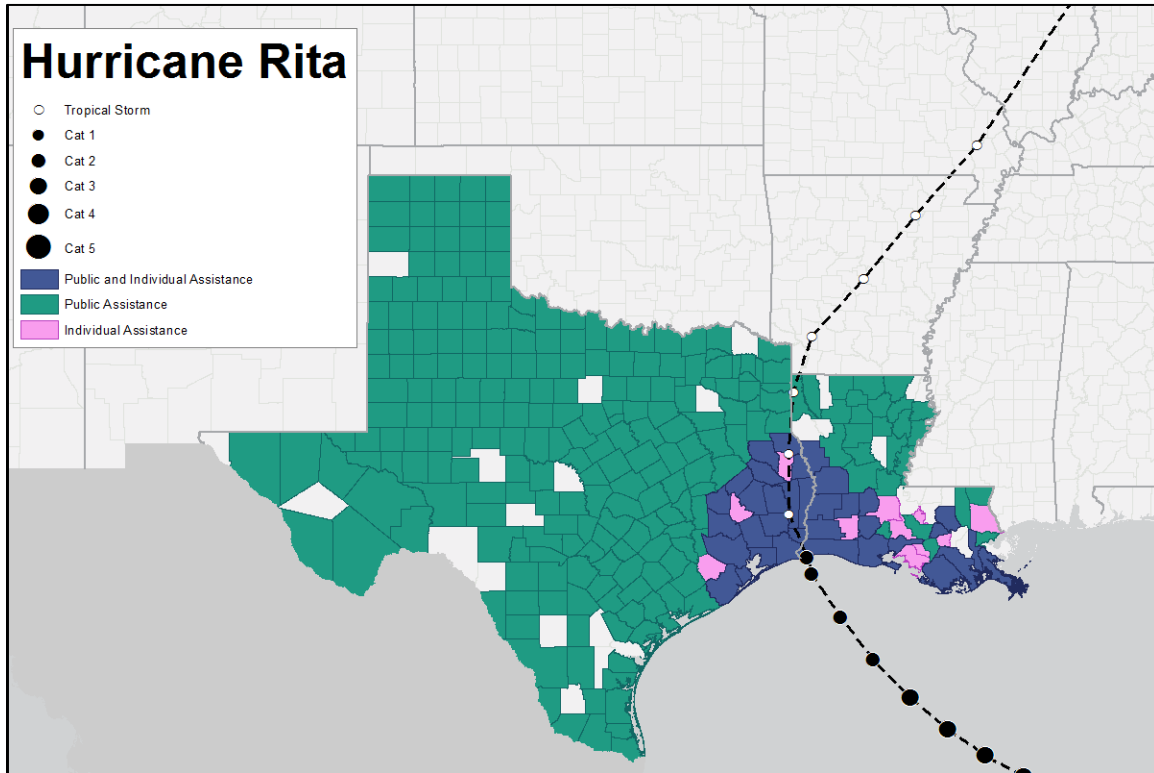 Hurricane Rita
Tropical Storm
Cat 1
Cat 2
Cat 3
Cat 4
Cat 5
Public and Individual Assistance
Public Assistance
Individual Assistance